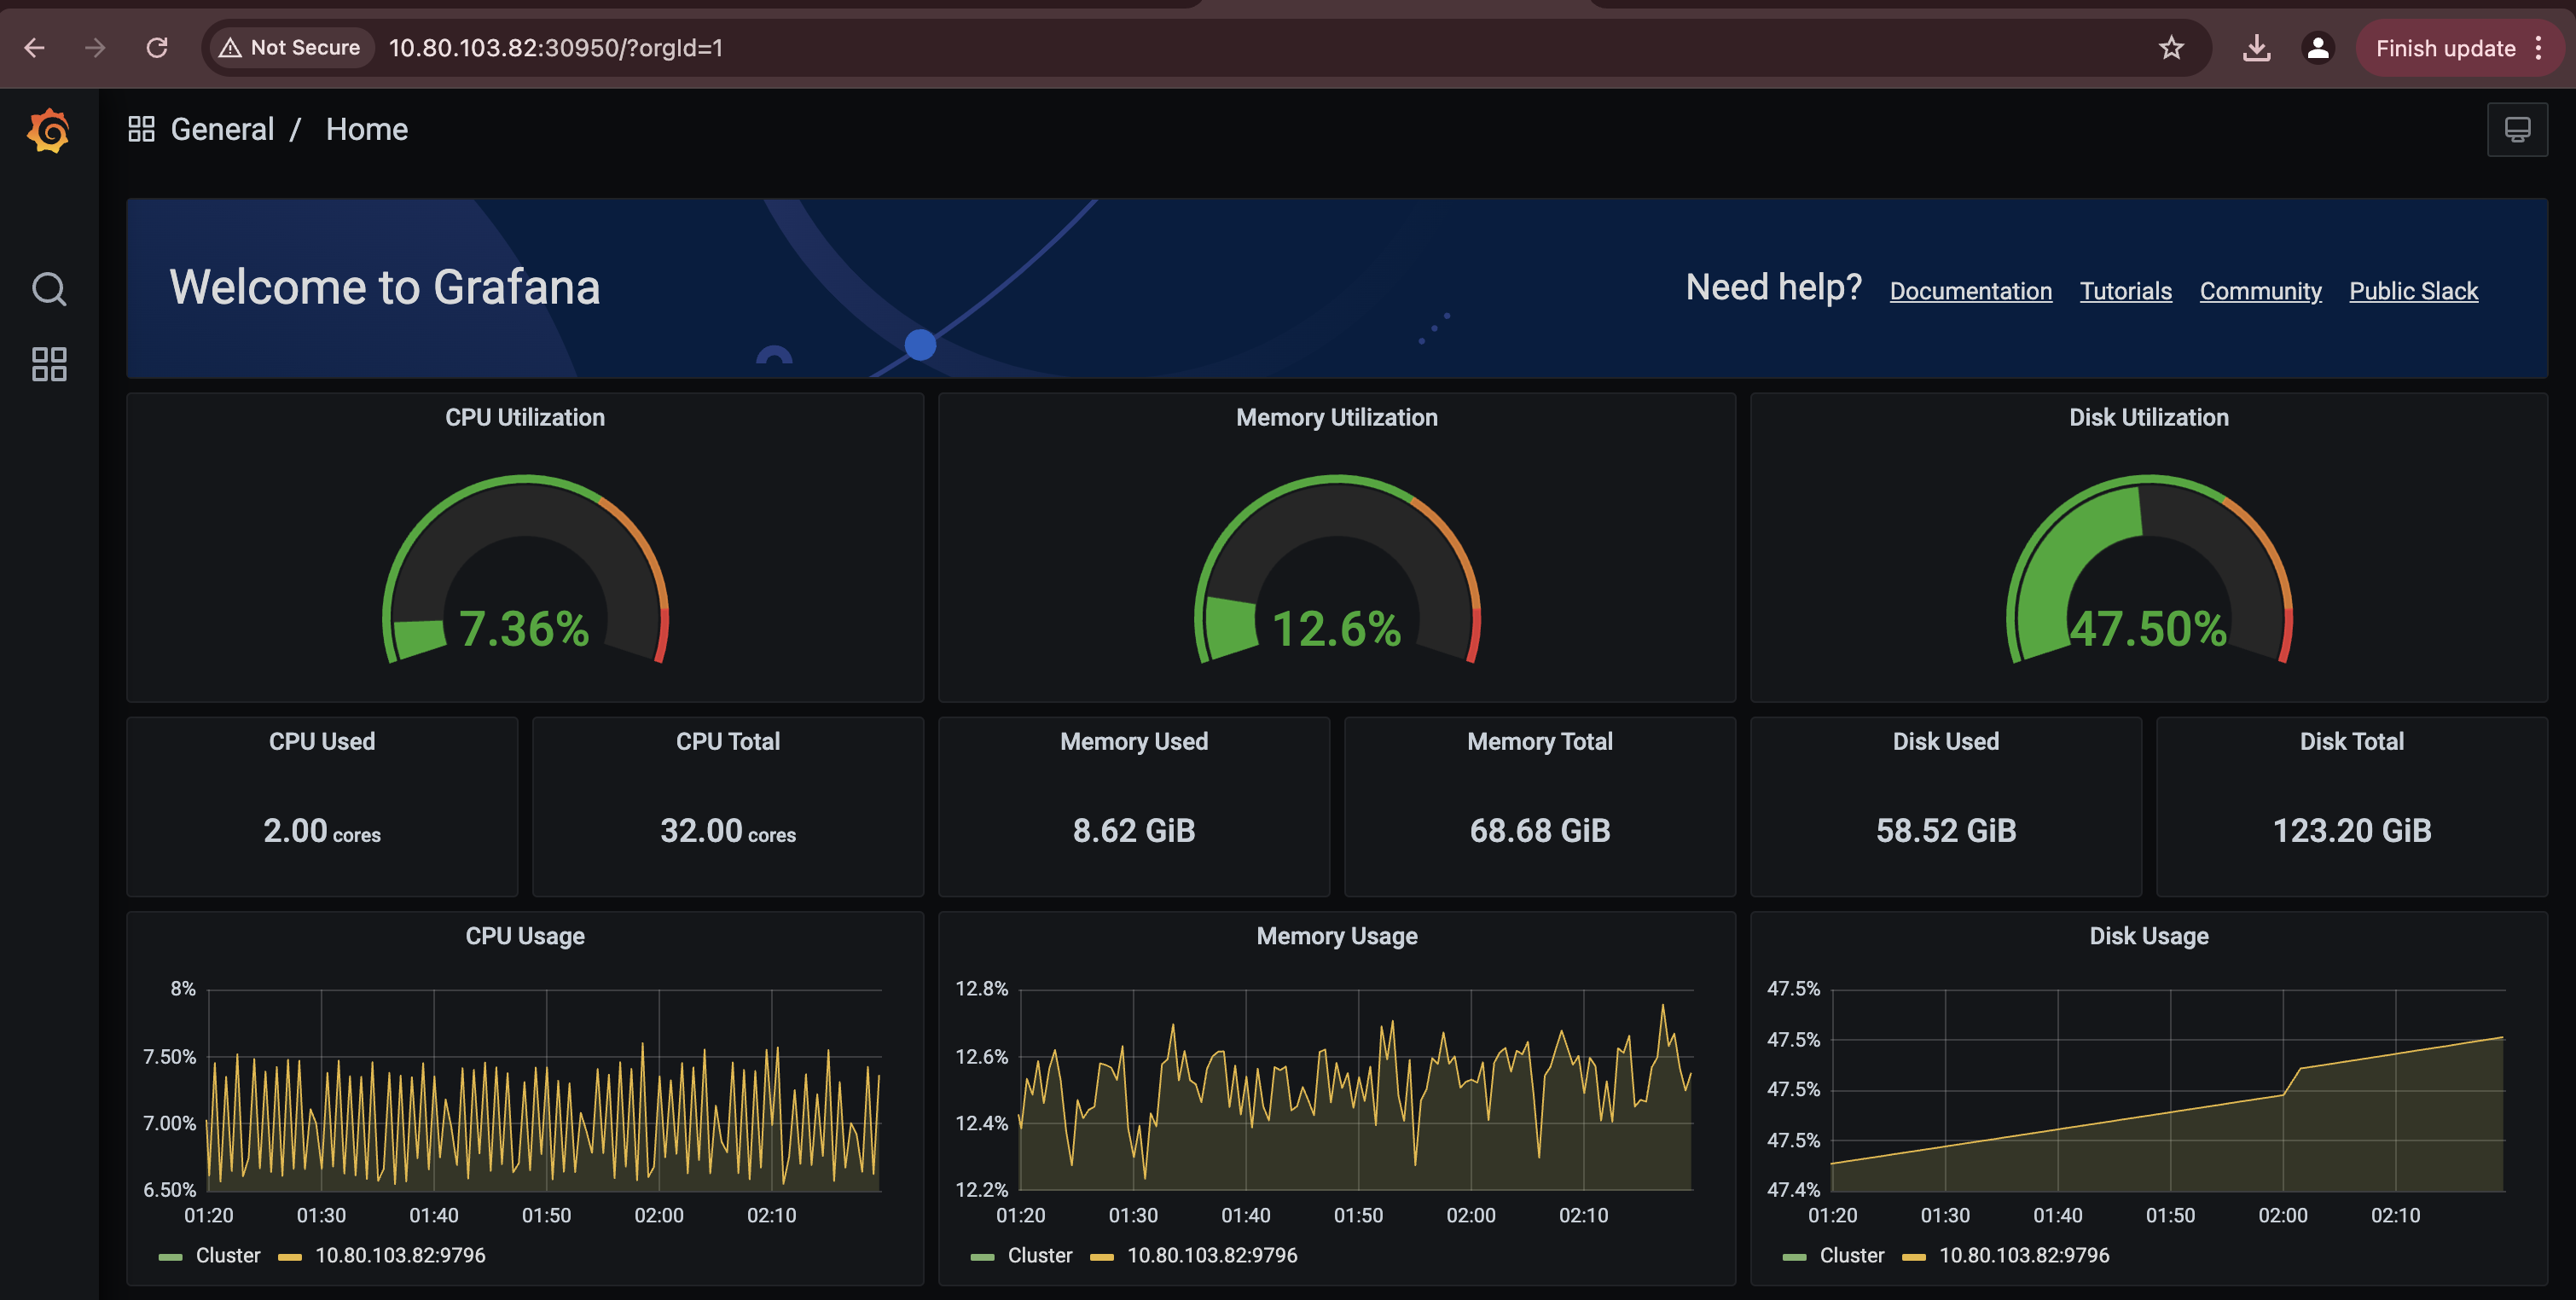 Not Secure 10.80.103.82:30950/?orgId=1 Finish update
General / Home
Welcome to Grafana
Need help? Documentation Tutorials Community Public Slack
CPU Utilization
7.36%
Memory Utilization
12.6%
Disk Utilization
47.50%
CPU Used
2.00 cores
CPU Total
32.00 cores
Memory Used
8.62 GiB
Memory Total
68.68 GiB
Disk Used
58.52 GiB
Disk Total
123.20 GiB
CPU Usage
8%
7.50%
7.00%
6.50%
01:20 01:30 01:40 01:50 02:00 02:10
Cluster 10.80.103.82:9796
Memory Usage
12.8%
12.6%
12.4%
12.2%
01:20 01:30 01:40 01:50 02:00 02:10
Cluster 10.80.103.82:9796
Disk Usage
47.5%
47.5%
47.5%
47.5%
47.4%
01:20 01:30 01:40 01:50 02:00 02:10
Cluster 10.80.103.82:9796